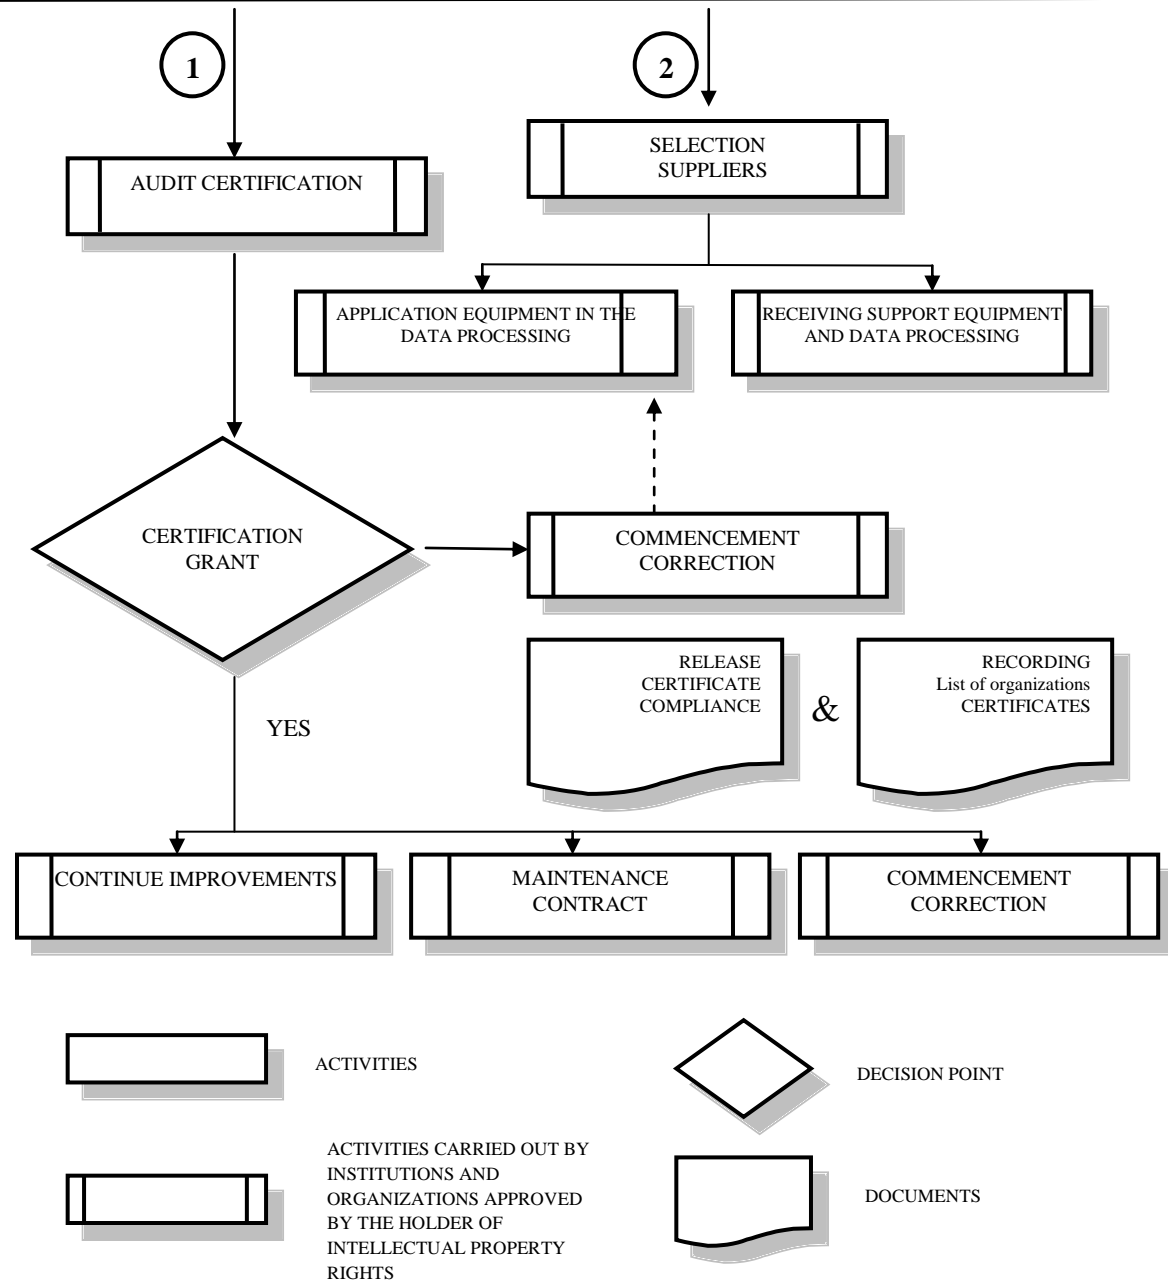 1
2
SELECTION
SUPPLIERS
AUDIT CERTIFICATION
APPLICATION EQUIPMENT IN THE
DATA PROCESSING
RECEIVING SUPPORT EQUIPMENT
AND DATA PROCESSING
CERTIFICATION
GRANT
COMMENCEMENT
CORRECTION
RELEASE
CERTIFICATE
COMPLIANCE
&
RECORDING
List of organizations
CERTIFICATES
YES
CONTINUE IMPROVEMENTS
MAINTENANCE
CONTRACT
COMMENCEMENT
CORRECTION
ACTIVITIES
DECISION POINT
ACTIVITIES CARRIED OUT BY
INSTITUTIONS AND
ORGANIZATIONS APPROVED
BY THE HOLDER OF
INTELLECTUAL PROPERTY
RIGHTS
DOCUMENTS